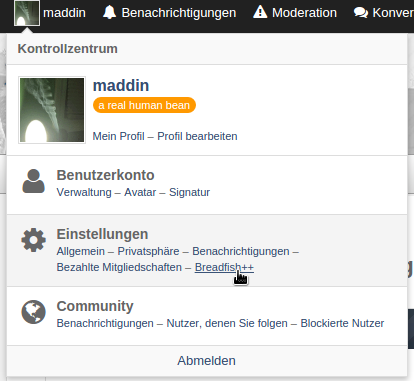 maddin Benachrichtigungen Moderation Konver
Kontrollzentrum
maddin
a real human bean
Mein Profil – Profil bearbeiten
Benutzerkonto
Verwaltung – Avatar – Signatur
Einstellungen
Allgemein – Privatsphäre – Benachrichtigungen –
Bezahlte Mitgliedschaften – Breadfish++
Community
Benachrichtigungen – Nutzer, denen Sie folgen – Blockierte Nutzer
Abmelden